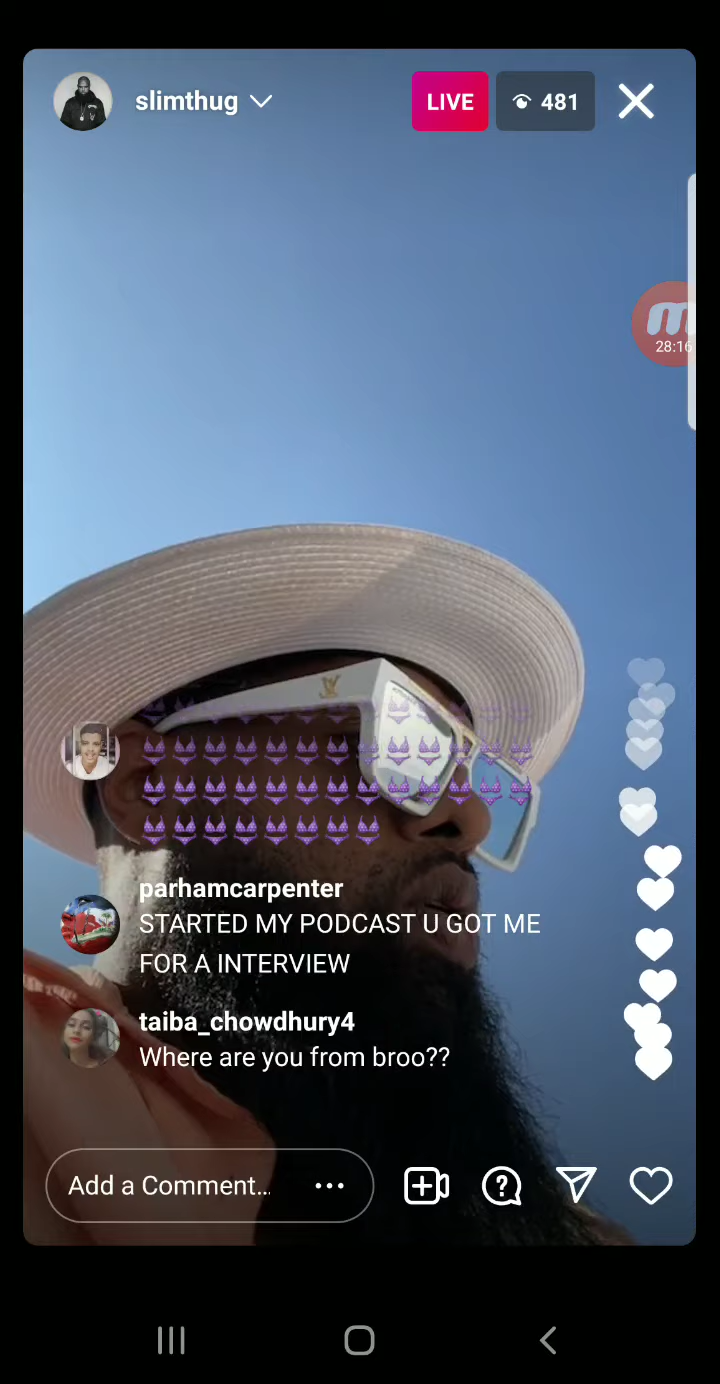 slimthug
LIVE
481
28:16
parhamcarpenter
STARTED MY PODCAST U GOT ME
FOR A INTERVIEW
taiba_chowdhury4
Where are you from broo??
Add a Comment...